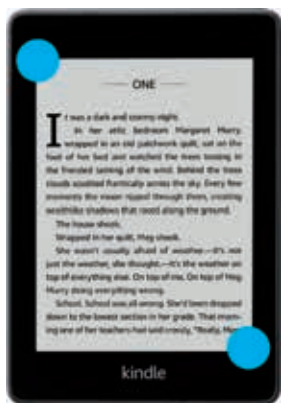 ONE
It was a dark and stormy night.
In her attic bedroom Margaret Murry,
wrapped in an old patchwork quilt, sat on the
foot of her bed and watched the trees tossing in
the frenzied lashing of the wind. Behind the trees
clouds scudded frantically across the sky. Every few
moments the moon ripped through them, creating
wraithlike shadows that raced along the ground.
The house shook.
Wrapped in her quilt, Meg shook.
She wasn't usually afraid of weather.—It's not
just the weather, she thought.—It's the weather on
top of everything else. On top of me. On top of Meg
Murry doing everything wrong.
School. School was all wrong. She'd been dropped
down to the lowest section in her grade. That morn-
ing one of her teachers had said crossly, "Really, Meg
kindle